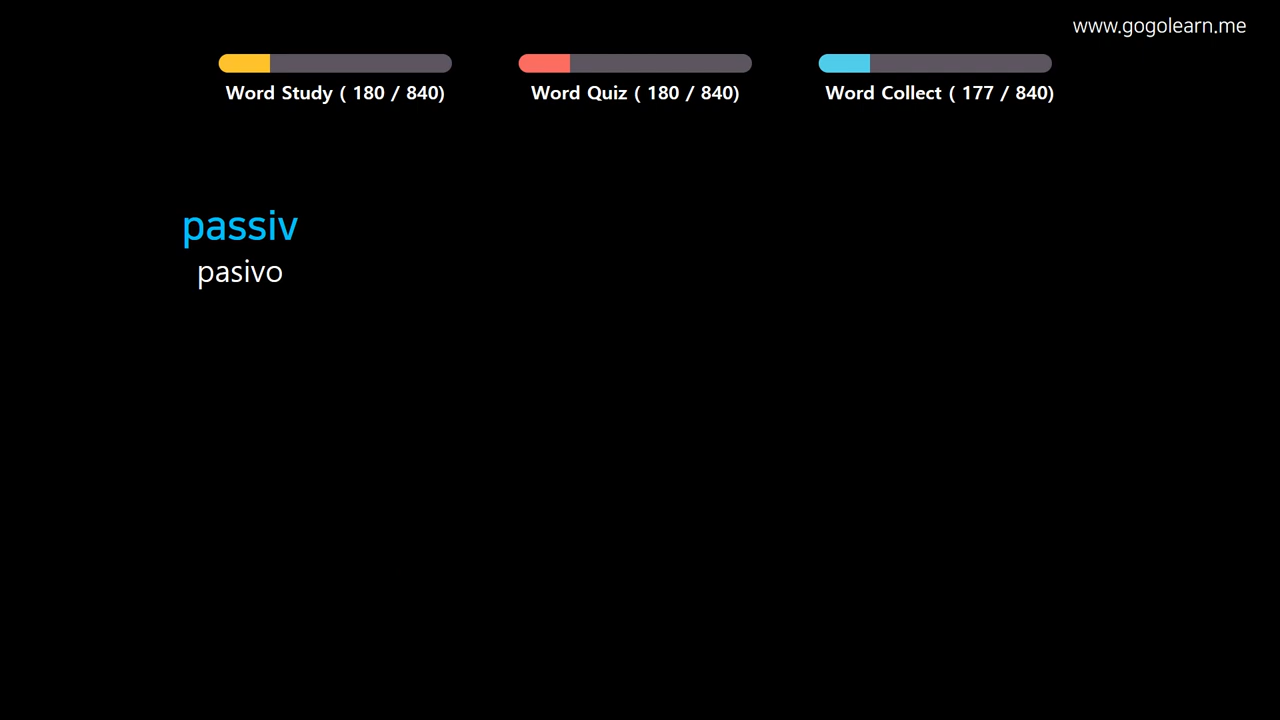 www.gogolearn.me
Word Study ( 180 / 840)
Word Quiz ( 180 / 840)
Word Collect ( 177 / 840)
passiv
pasivo